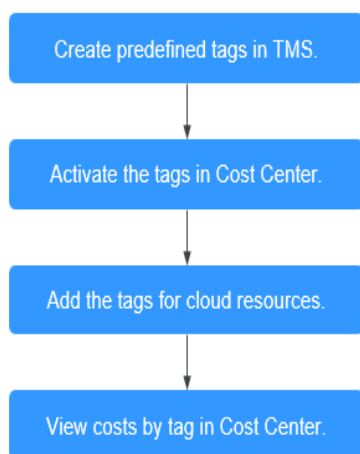 Create predefined tags in TMS.
Activate the tags in Cost Center.
Add the tags for cloud resources.
View costs by tag in Cost Center.